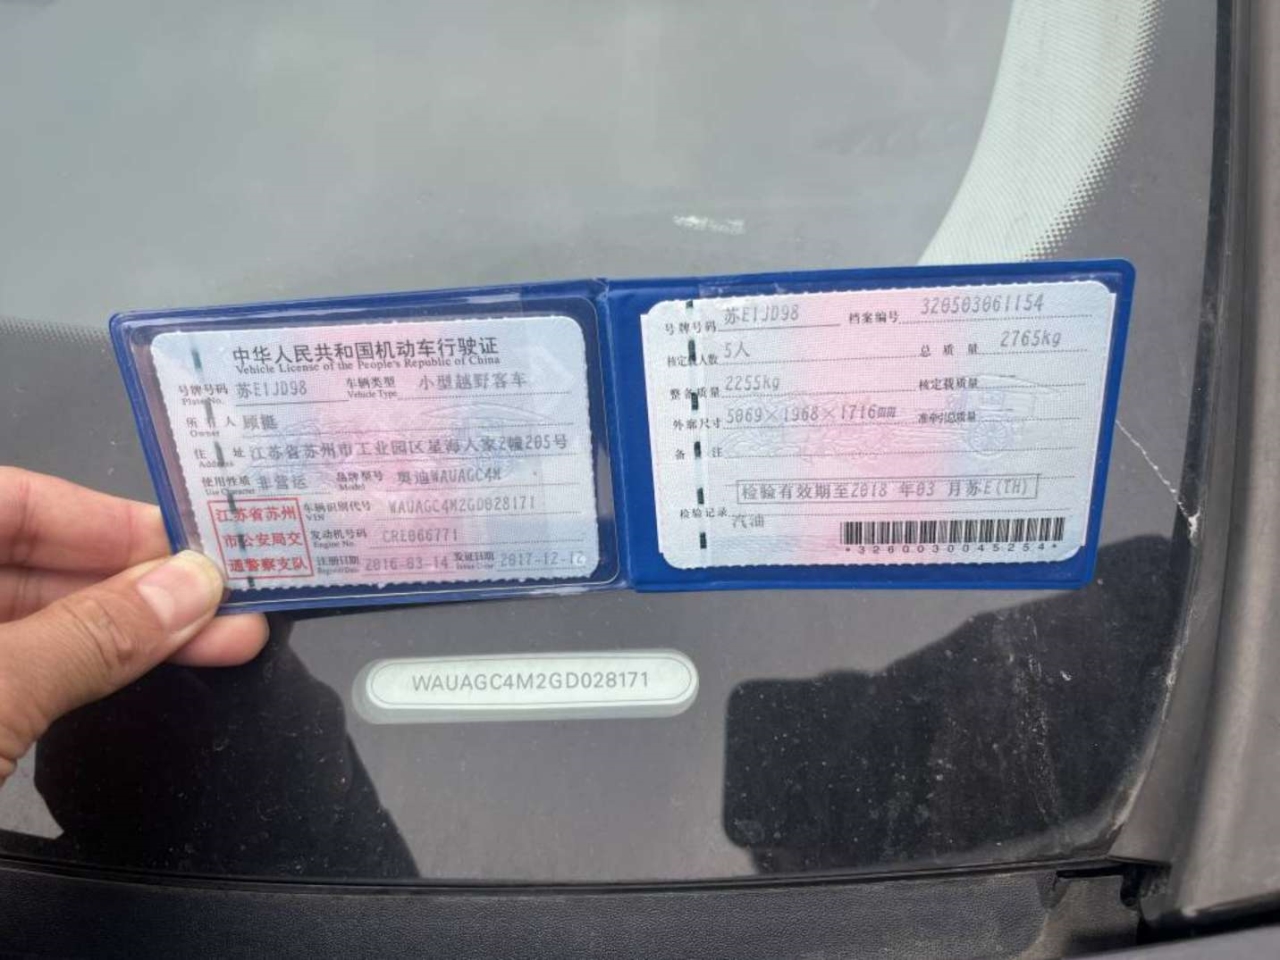 中华人民共和国机动车行驶证
Vehicle License of the People's Republic of China
号牌号码 苏E1JD98 车辆类型 小型越野客车
Plate No. Vehicle Type
所有人 顾挺
Owner
住址 江苏省苏州市工业园区星海人家2幢205号
Address
使用性质 非营运 品牌型号 奥迪WAUAGC4M
Use Character Model
江苏省苏州
市公安局交
通警察支队
车辆识别代号 WAUAGC4M2GD028171
VIN
发动机号码 CRE066771
Engine No.
注册日期 2016-03-14 发证日期 2017-12-12
Register Date Issue Date
号牌号码 苏E1JD98 档案编号 320503061154
核定载人数 5人 总质量 2765kg
整备质量 2255kg 核定载质量
外廓尺寸 5069×1968×1716mm 准牵引总质量
备注
检验有效期至2018 年03 月苏E(TH)
检验记录 汽油
*3260030045254*
WAUAGC4M2GD028171